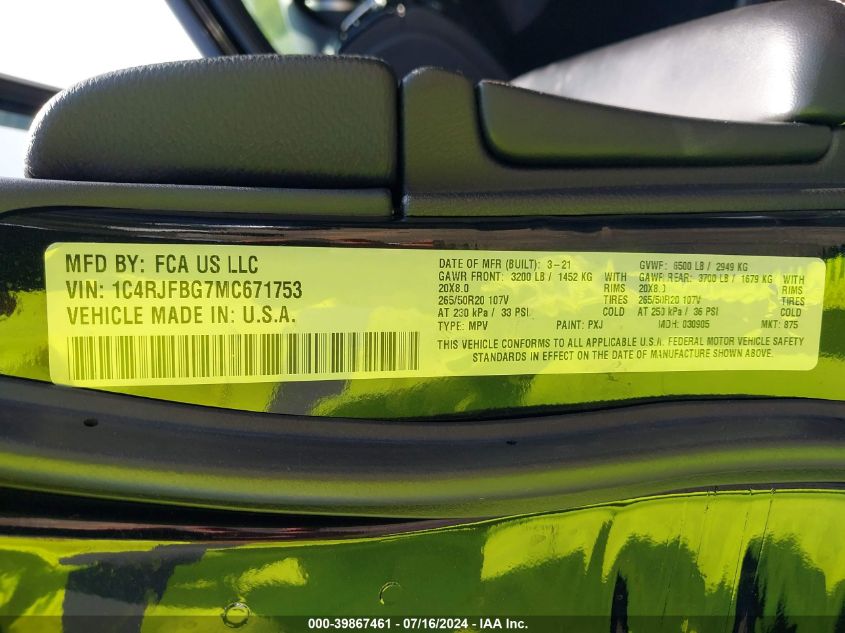 MFD BY: FCA US LLC
VIN: 1C4RJFBG7MC671753
VEHICLE MADE IN: U.S.A.
DATE OF MFR (BUILT): 3-21 GVWR: 6500 LB / 2949 KG
GAWR FRONT: 3200 LB / 1452 KG GAWR REAR: 3700 LB / 1679 KG
20X8.0 RIMS 20X8.0 RIMS
265/50R20 107V TIRES 265/50R20 107V TIRES
AT 230 kPa / 33 PSI COLD AT 250 kPa / 36 PSI COLD
TYPE: MPV PAINT: PXJ MDH: 030905 MKT: 875
THIS VEHICLE CONFORMS TO ALL APPLICABLE U.S.A. FEDERAL MOTOR VEHICLE SAFETY
STANDARDS IN EFFECT ON THE DATE OF MANUFACTURE SHOWN ABOVE.
000-39867461 - 07/16/2024 - IAA Inc.